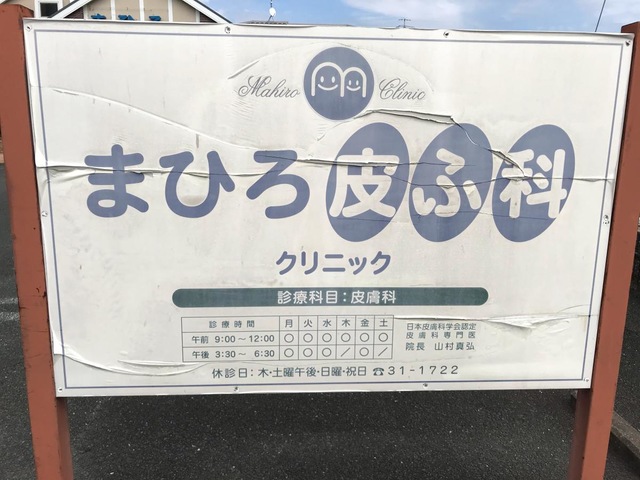 Mahiro Clinic
まひろ皮ふ科
クリニック
診療科目:皮膚科
診療時間 月 火 水 木 金 土
午前 9:00~12:00 ○ ○ ○ ○ ○ ○
午後 3:30~ 6:30 ○ ○ ○ / ○ /
日本皮膚科学会認定
皮膚科専門医
院長 山村真弘
休診日:木・土曜午後・日曜・祝日 ☎31-1722